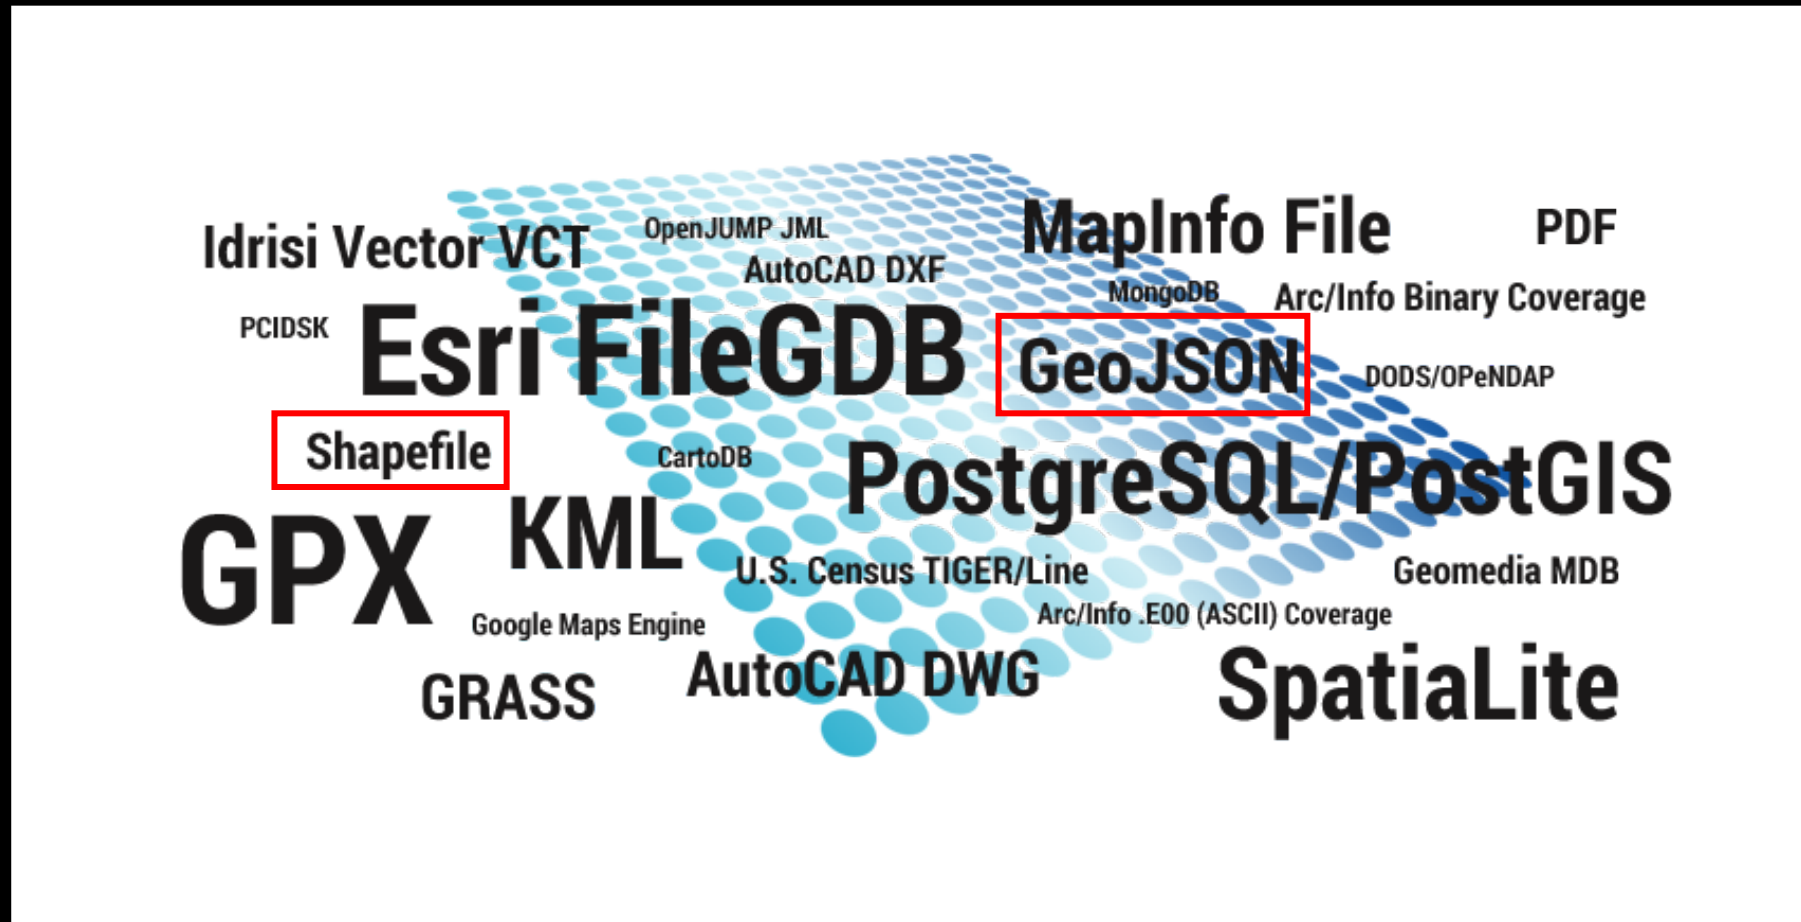 Idrisi Vector VCT
OpenJUMP JML
MapInfo File
PDF
AutoCAD DXF
MongoDB
Arc/Info Binary Coverage
PCIDSK
Esri FileGDB
GeoJSON
DODS/OPeNDAP
Shapefile
CartoDB
PostgreSQL/PostGIS
GPX
KML
U.S. Census TIGER/Line
Geomedia MDB
Google Maps Engine
Arc/Info .E00 (ASCII) Coverage
GRASS
AutoCAD DWG
SpatiaLite